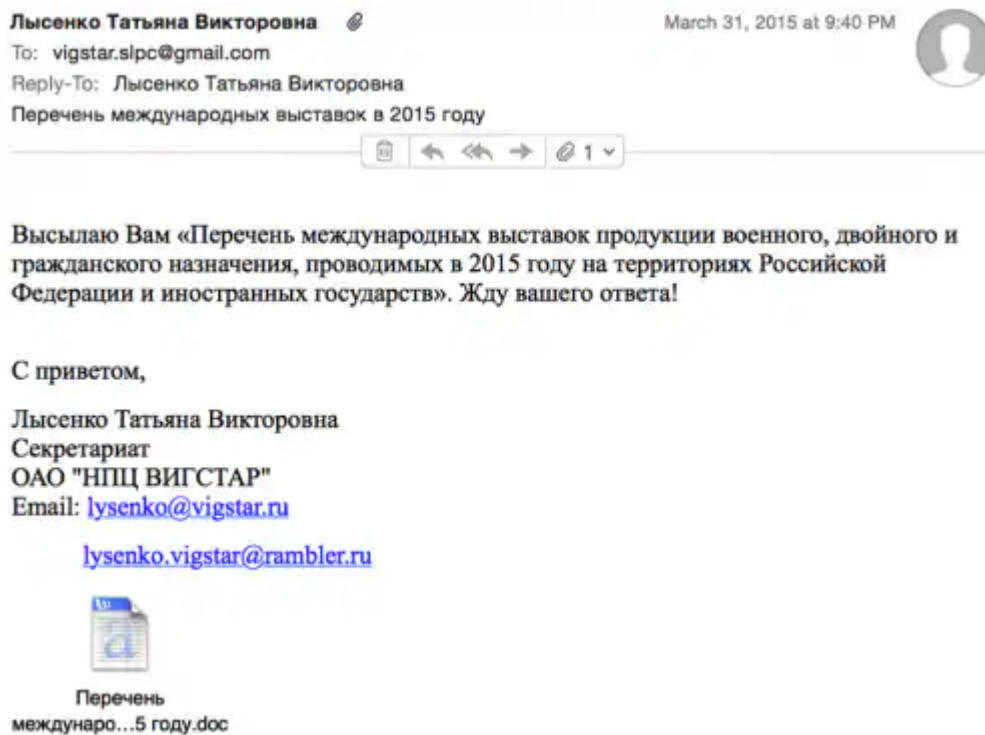 Лысенко Татьяна Викторовна
March 31, 2015 at 9:40 PM
To: vigstar.slpc@gmail.com
Reply-To: Лысенко Татьяна Викторовна
Перечень международных выставок в 2015 году
1
Высылаю Вам «Перечень международных выставок продукции военного, двойного и
гражданского назначения, проводимых в 2015 году на территориях Российской
Федерации и иностранных государств». Жду вашего ответа!
С приветом,
Лысенко Татьяна Викторовна
Секретариат
ОАО "НПЦ ВИГСТАР"
Email: lysenko@vigstar.ru
lysenko.vigstar@rambler.ru
Перечень
междунаро...5 году.doc